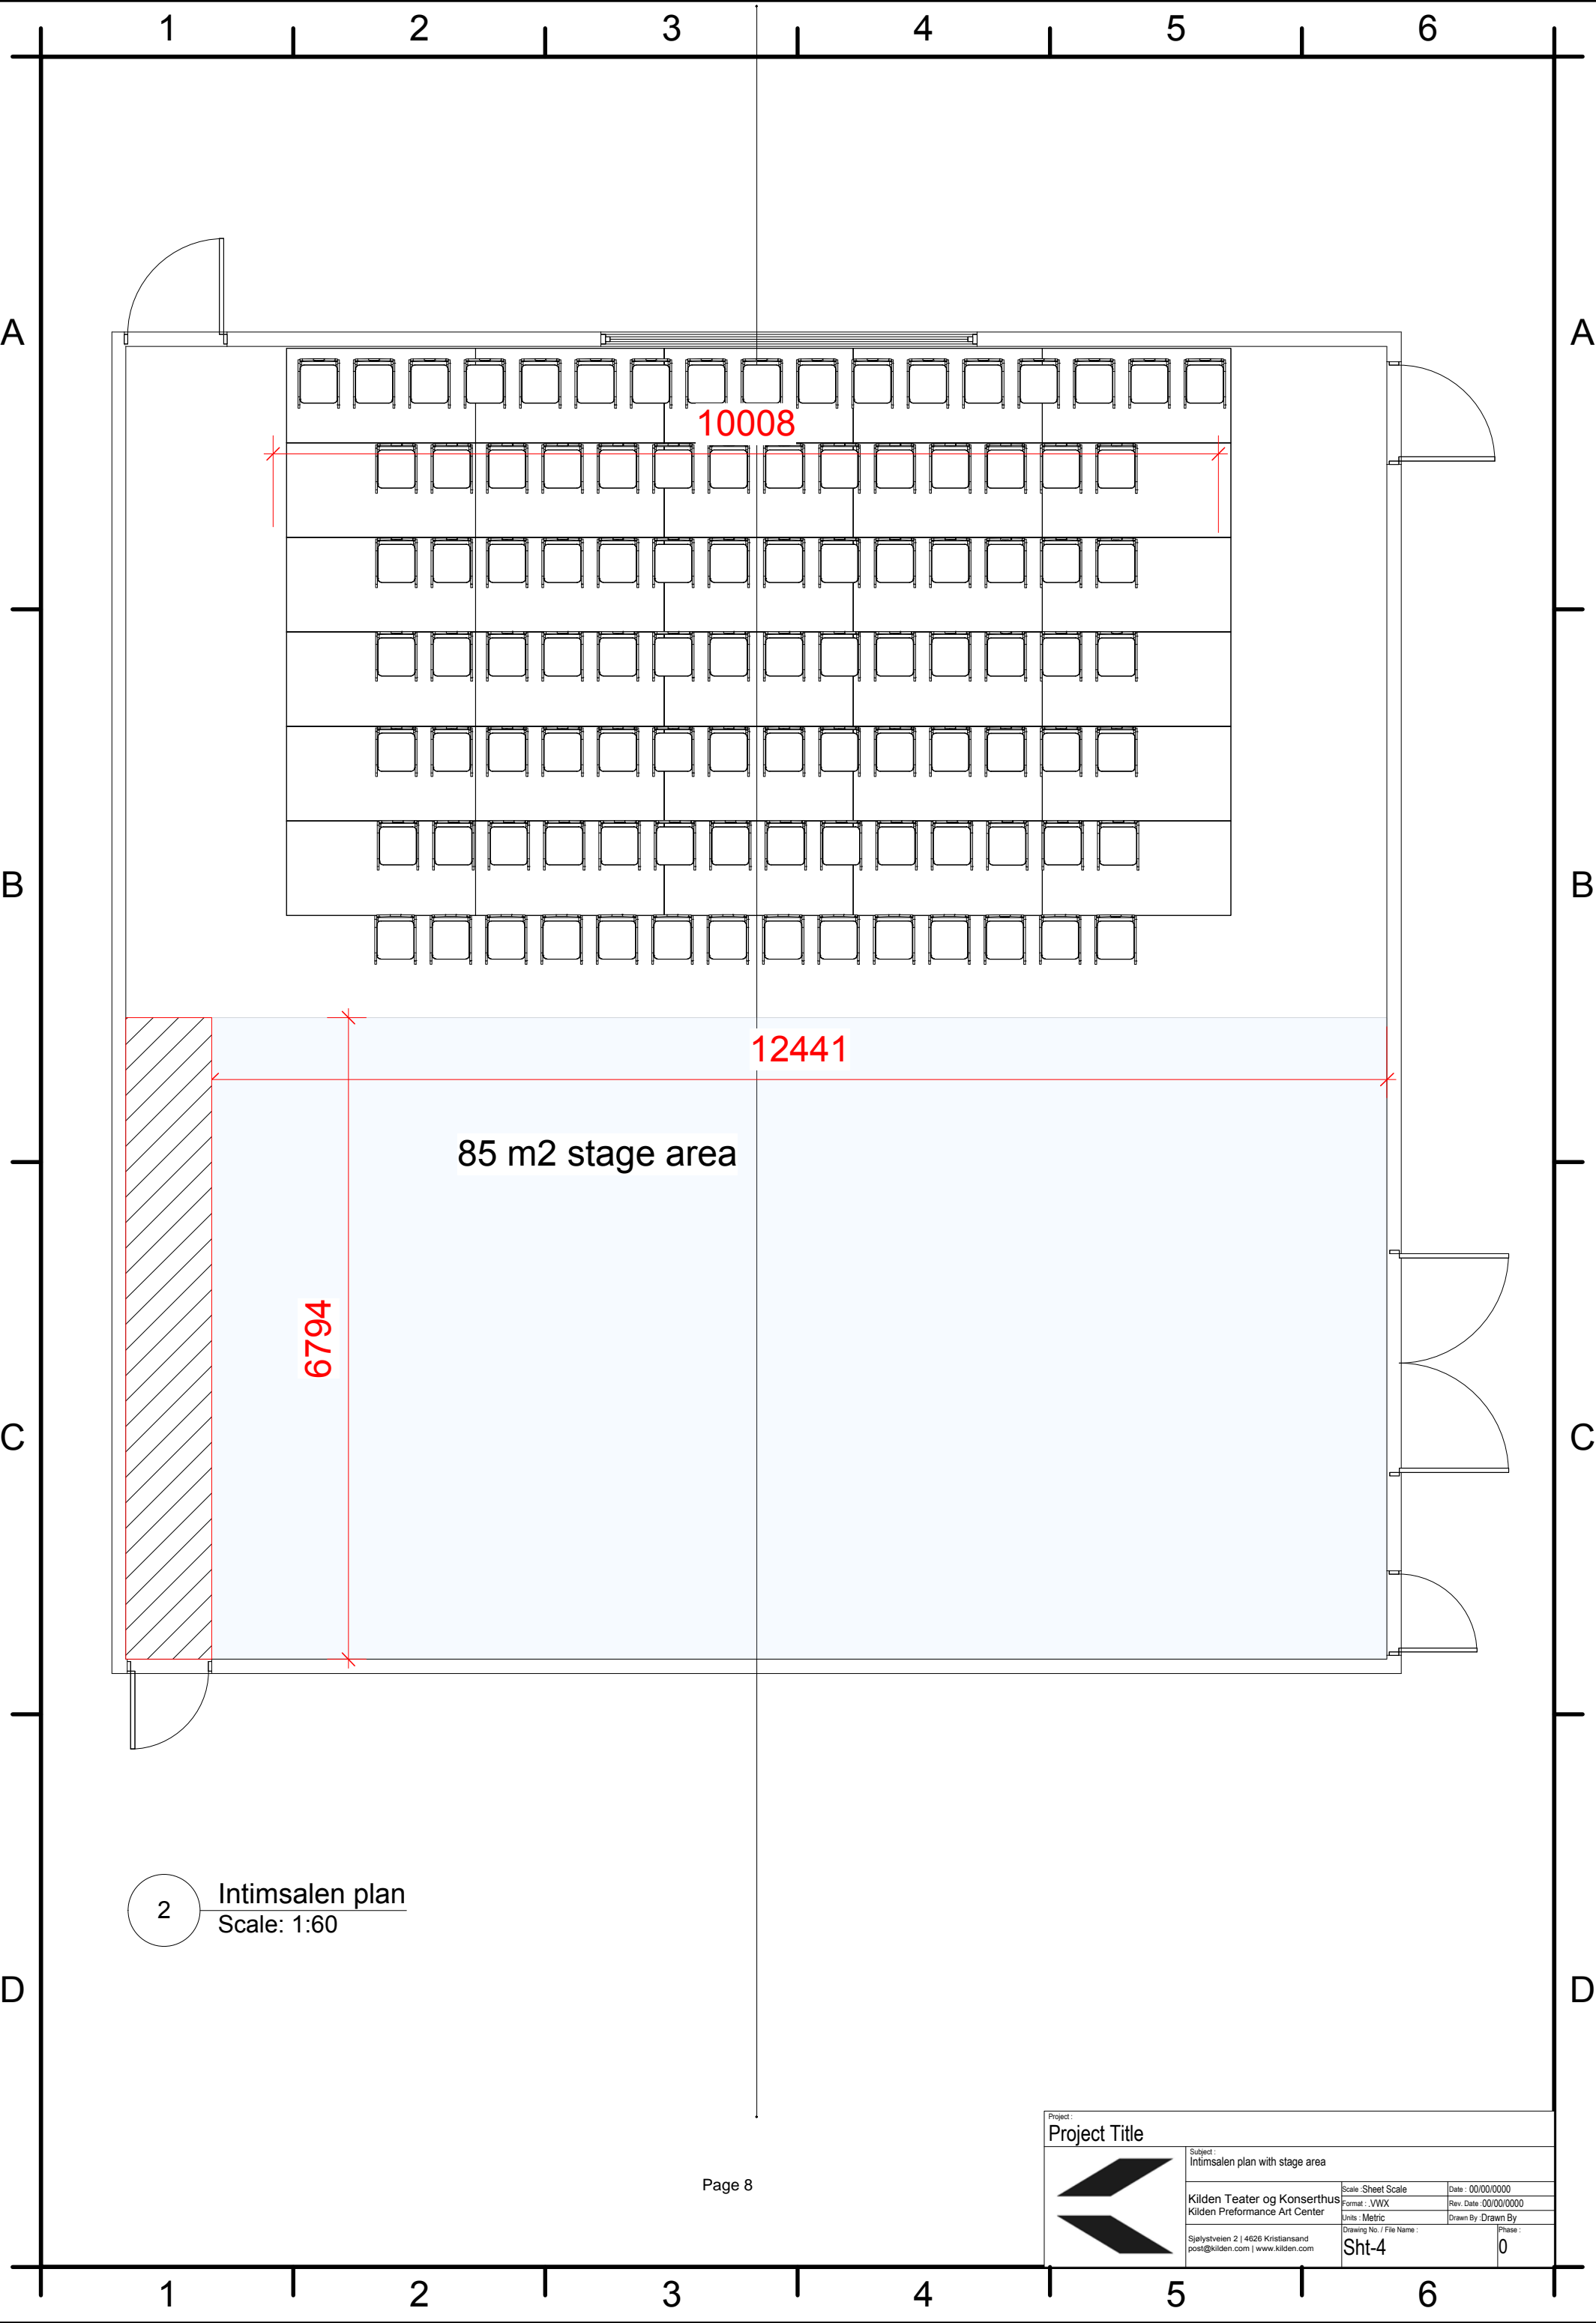 1 2 3 4 5 6
A A
10008
B B
12441
85 m2 stage area
6794
C C
2
Intimsalen plan
Scale: 1:60
D D
Project :
Project Title
Subject :
Intimsalen plan with stage area
Kilden Teater og Konserthus
Kilden Preformance Art Center
Scale :Sheet Scale
Date : 00/00/0000
Format : .VWX
Rev. Date :00/00/0000
Units : Metric
Drawn By :Drawn By
Sjølystveien 2 | 4626 Kristiansand
post@kilden.com | www.kilden.com
Drawing No. / File Name :
Sht-4
Phase :
0
Page 8
1 2 3 4 5 6